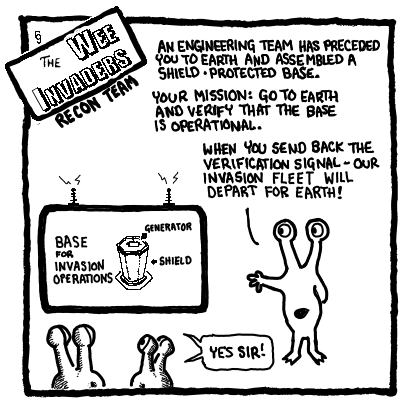 §
THE WEE
INVADERS
RECON TEAM
AN ENGINEERING TEAM HAS PRECEDED
YOU TO EARTH AND ASSEMBLED A
SHIELD-PROTECTED BASE.
YOUR MISSION: GO TO EARTH
AND VERIFY THAT THE BASE
IS OPERATIONAL.
WHEN YOU SEND BACK THE
VERIFICATION SIGNAL - OUR
INVASION FLEET WILL
DEPART FOR EARTH!
GENERATOR
BASE
FOR
INVASION
OPERATIONS
SHIELD
YES SIR!